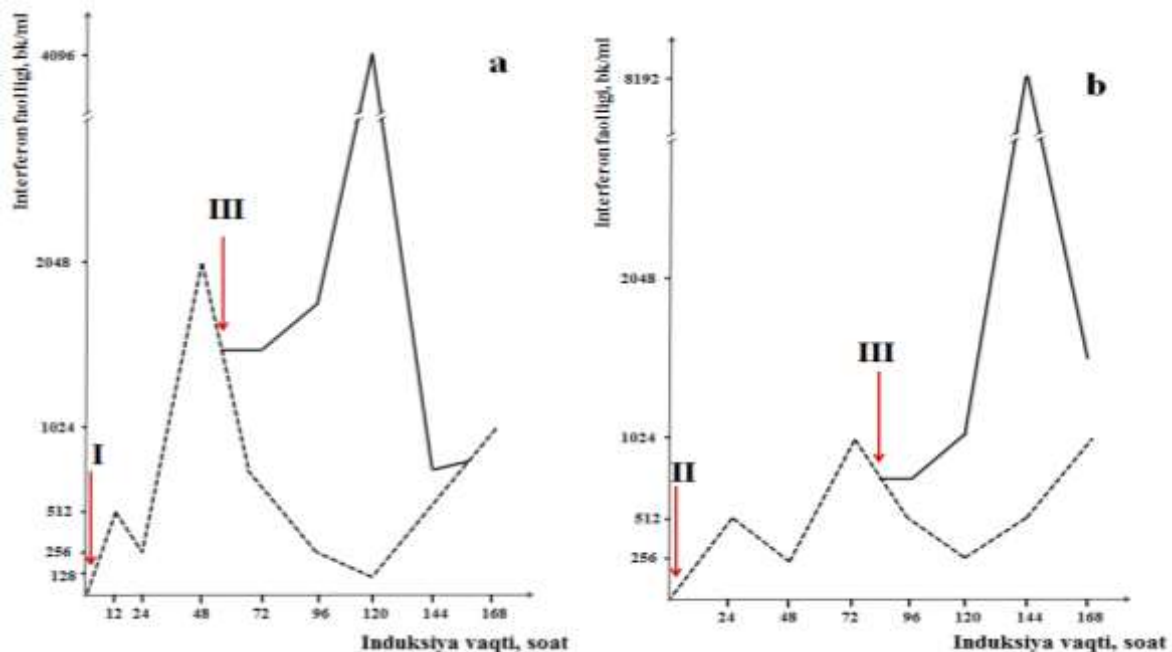 Interferon faolligi, bk/ml
a
4096
2048
1024
512
256
128
I
III
12 24 48 72 96 120 144 168
Induksiya vaqti, soat
Interferon faolligi, bk/ml
b
8192
2048
1024
512
256
II
III
24 48 72 96 120 144 168
Induksiya vaqti, soat